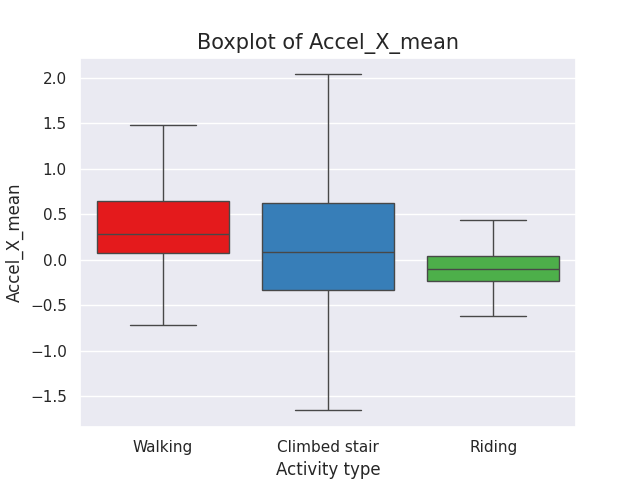 Boxplot of Accel_X_mean
2.0
1.5
1.0
0.5
0.0
−0.5
−1.0
−1.5
Accel_X_mean
Walking Climbed stair Riding
Activity type